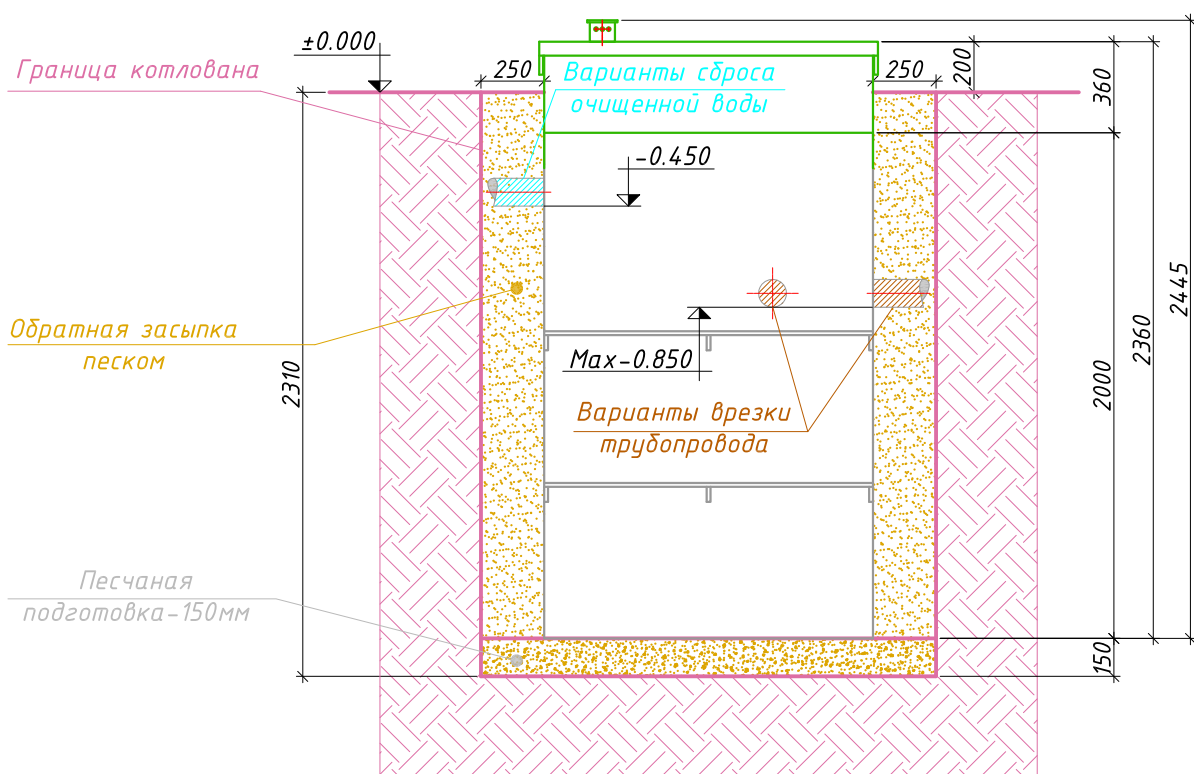 ±0.000
Граница котлована
250
Варианты сброса
очищенной воды
250
200
360
-0.450
2445
Обратная засыпка
песком
2310
Max-0.850
2360
2000
Варианты врезки
трубопровода
Песчаная
подготовка-150мм
150